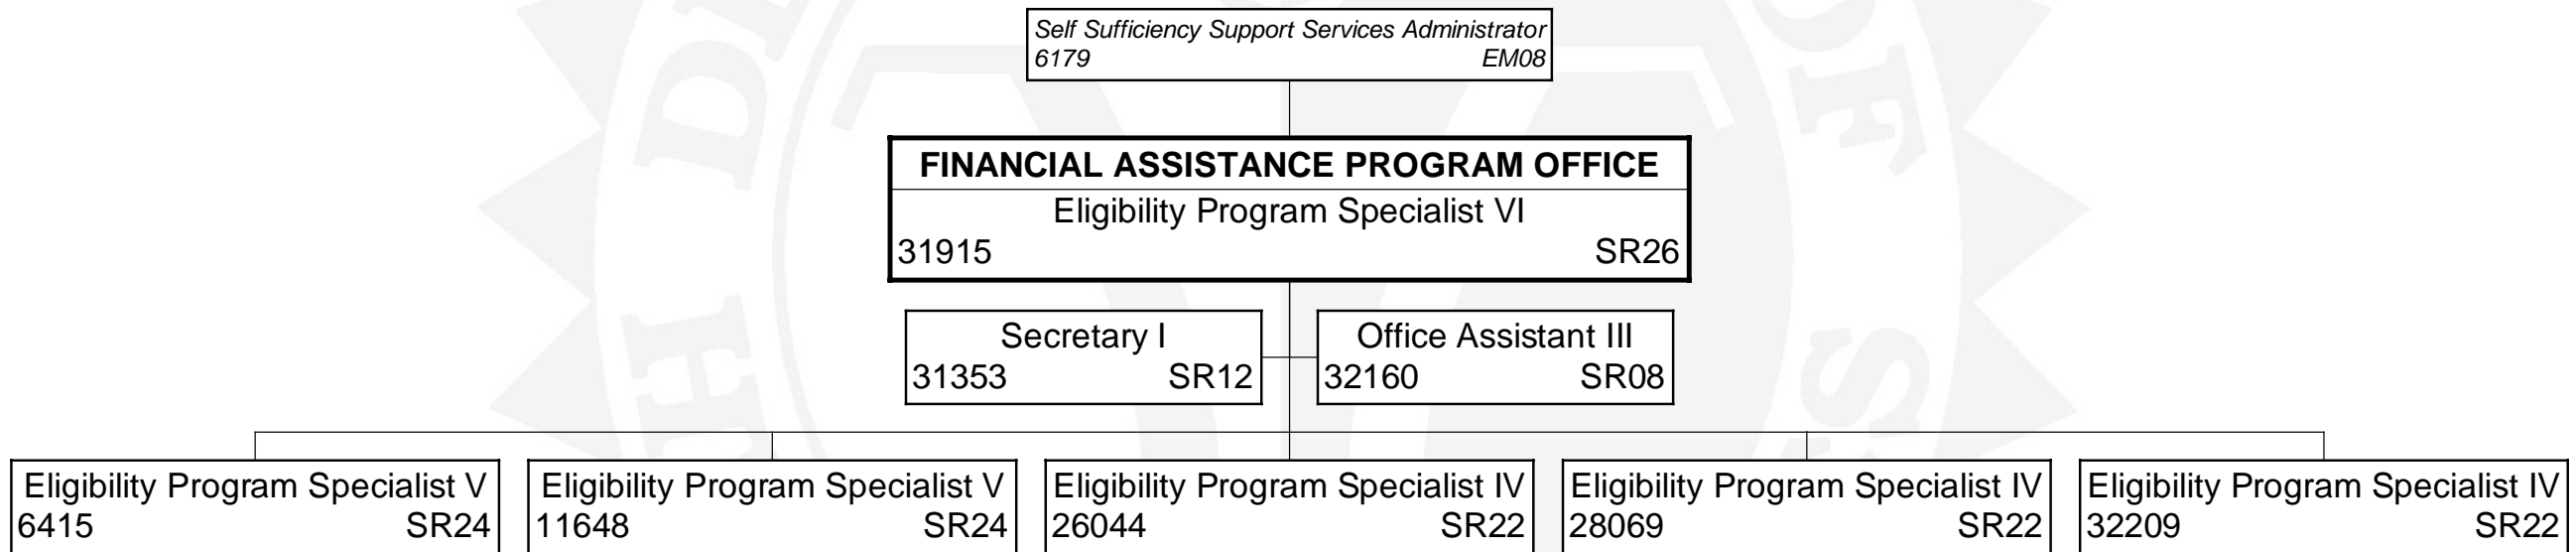 Self Sufficiency Support Services Administrator
6179 EM08
FINANCIAL ASSISTANCE PROGRAM OFFICE
Eligibility Program Specialist VI
31915 SR26
Secretary I
31353 SR12
Office Assistant III
32160 SR08
Eligibility Program Specialist V
6415 SR24
Eligibility Program Specialist V
11648 SR24
Eligibility Program Specialist IV
26044 SR22
Eligibility Program Specialist IV
28069 SR22
Eligibility Program Specialist IV
32209 SR22